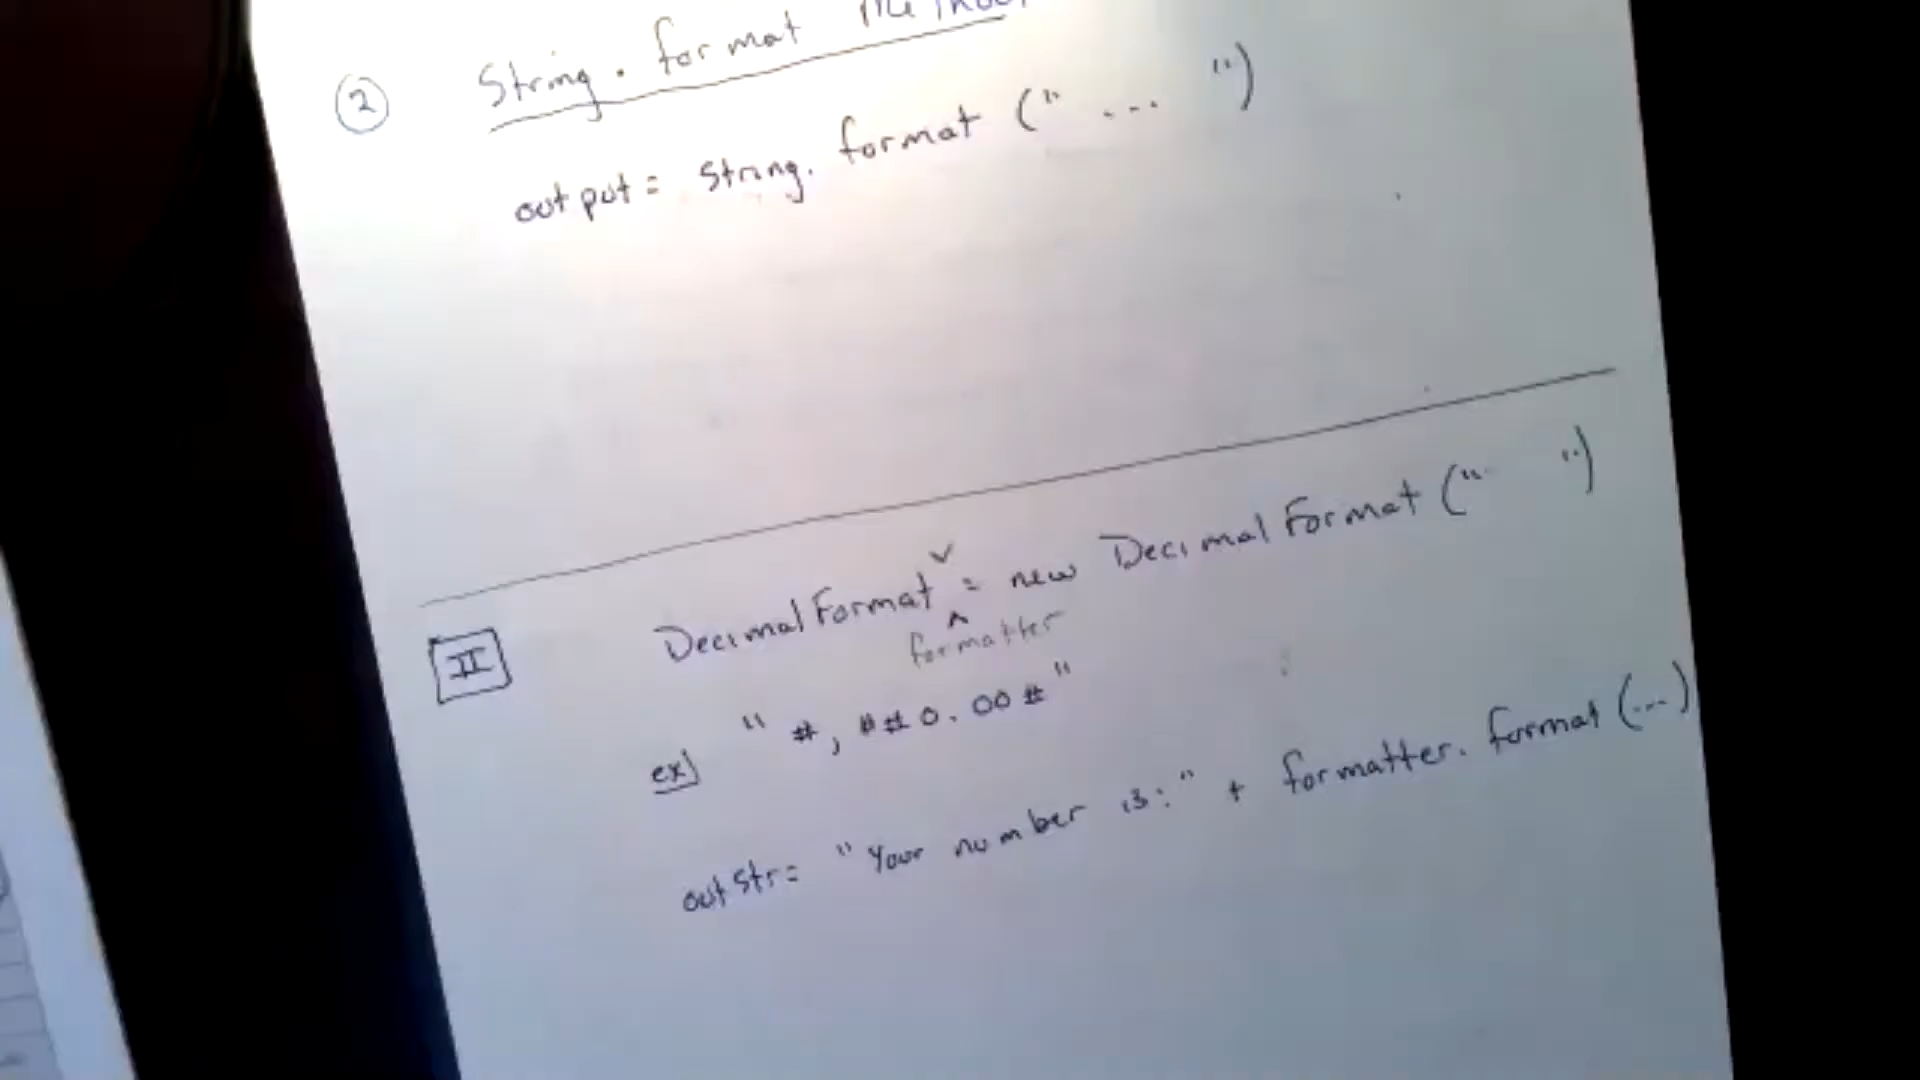 ② String.format Method
output = String.format (" ... ")
II DecimalFormat ^ = new DecimalFormat (" ")
formatter
ex) "#,##0.00#"
outStr = "Your number is:" + formatter.format (...)